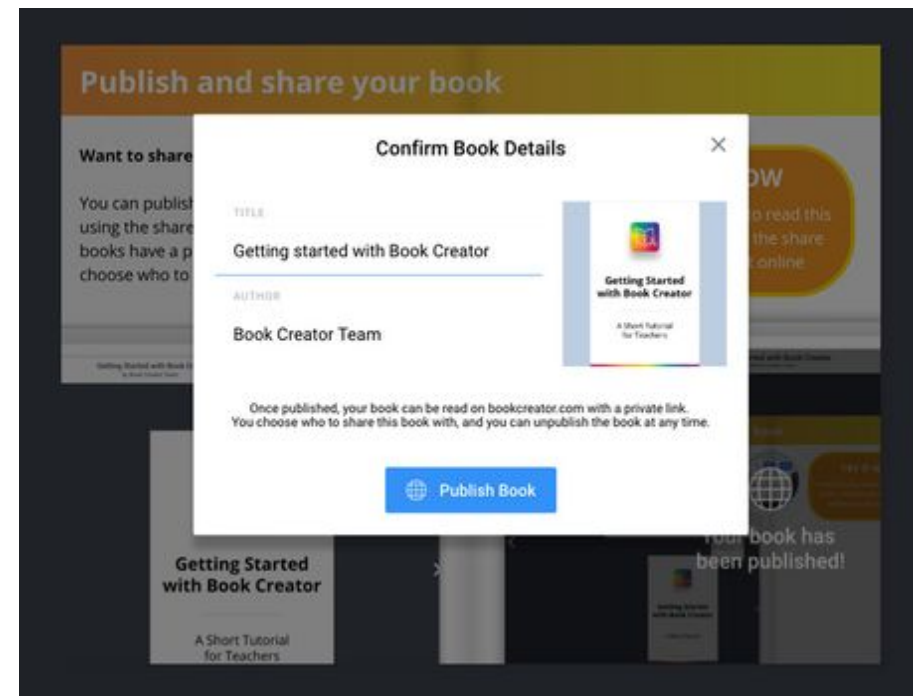 Publish and share your book
Want to share
You can publish
using the share
books have a p
choose who to
OW
to read this
the share
online
Confirm Book Details
TITLE
Getting started with Book Creator
AUTHOR
Book Creator Team
Getting Started
with Book Creator
A Short Tutorial
for Teachers
Once published, your book can be read on bookcreator.com with a private link.
You choose who to share this book with, and you can unpublish the book at any time.
Publish Book
Getting Started
with Book Creator
A Short Tutorial
for Teachers
Your book has
been published!